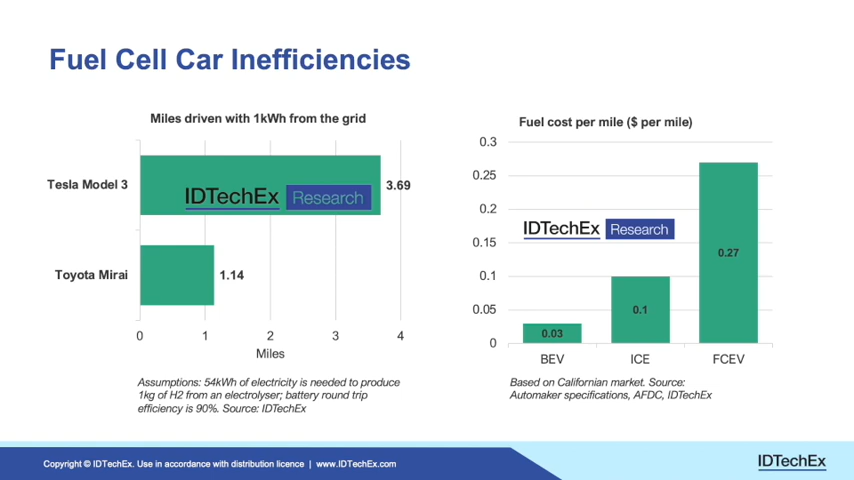 Fuel Cell Car Inefficiencies
Miles driven with 1kWh from the grid
Tesla Model 3
3.69
IDTechEx Research
Toyota Mirai
1.14
0 1 2 3 4
Miles
Assumptions: 54kWh of electricity is needed to produce
1kg of H2 from an electrolyser; battery round trip
efficiency is 90%. Source: IDTechEx
Fuel cost per mile ($ per mile)
0.3
0.25
0.2
IDTechEx Research
0.15
0.27
0.1
0.1
0.05
0.03
0
BEV ICE FCEV
Based on Californian market. Source:
Automaker specifications, AFDC, IDTechEx
Copyright © IDTechEx. Use in accordance with distribution licence | www.IDTechEx.com
IDTechEx